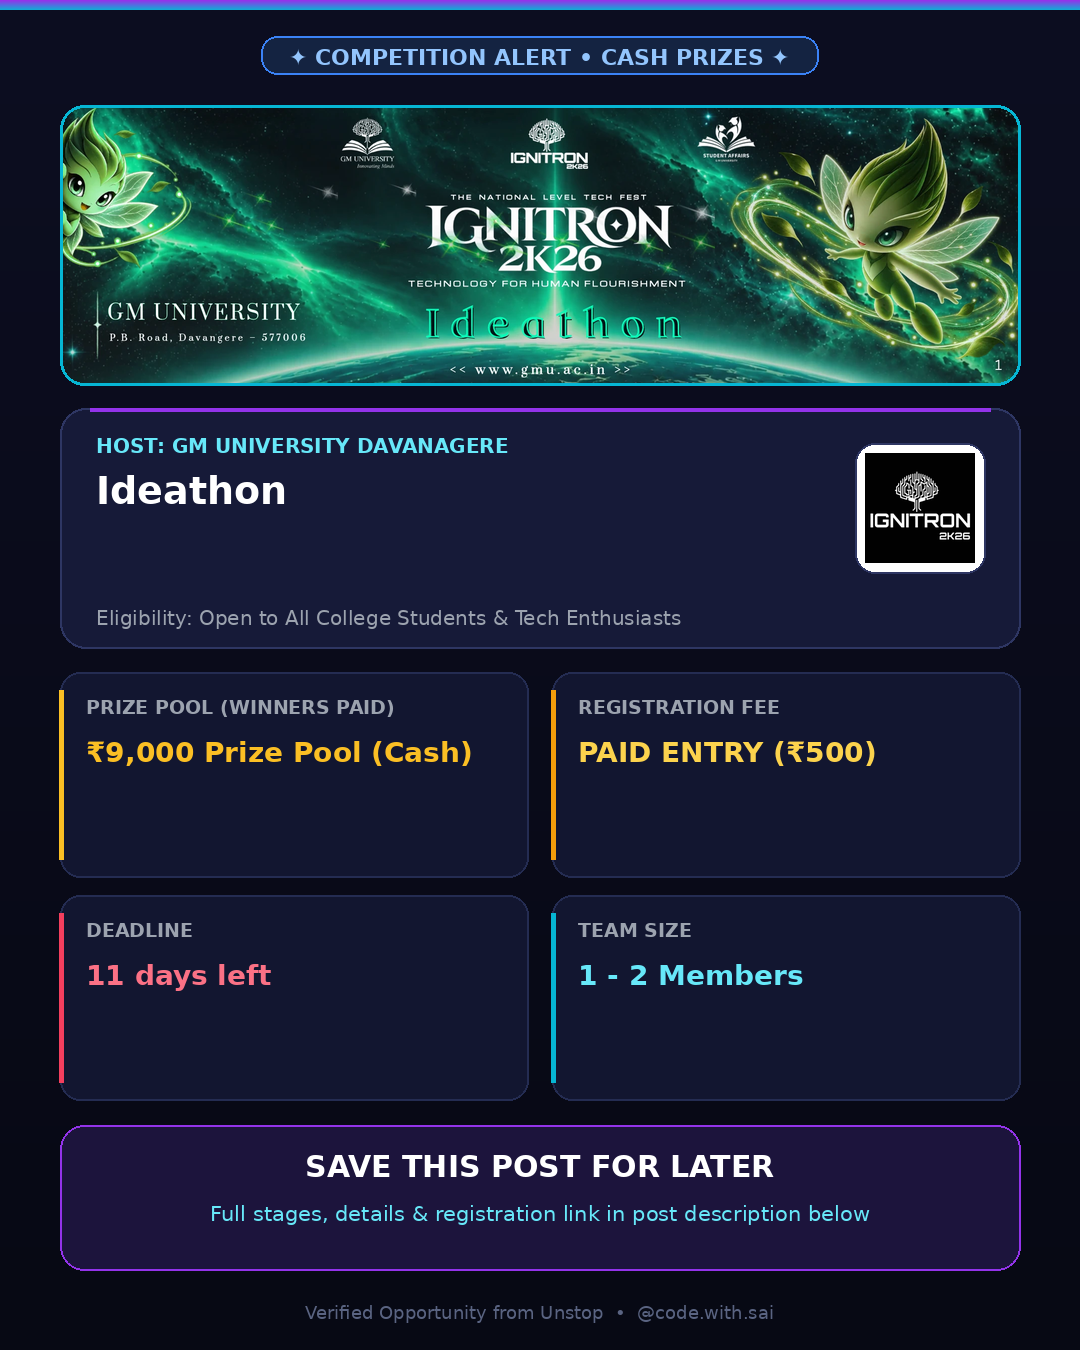 ✦ COMPETITION ALERT • CASH PRIZES ✦
GM UNIVERSITY
Innovating Minds
IGNITRON
2K26
STUDENT AFFAIRS
THE NATIONAL LEVEL TECH FEST
IGNITRON
2K26
TECHNOLOGY FOR HUMAN FLOURISHMENT
Ideathon
GM UNIVERSITY
P.B. Road, Davangere – 577006
<< www.gmu.ac.in >>
1
HOST: GM UNIVERSITY DAVANAGERE
Ideathon
IGNITRON
2K26
Eligibility: Open to All College Students & Tech Enthusiasts
PRIZE POOL (WINNERS PAID)
₹9,000 Prize Pool (Cash)
REGISTRATION FEE
PAID ENTRY (₹500)
DEADLINE
11 days left
TEAM SIZE
1 - 2 Members
SAVE THIS POST FOR LATER
Full stages, details & registration link in post description below
Verified Opportunity from Unstop • @code.with.sai